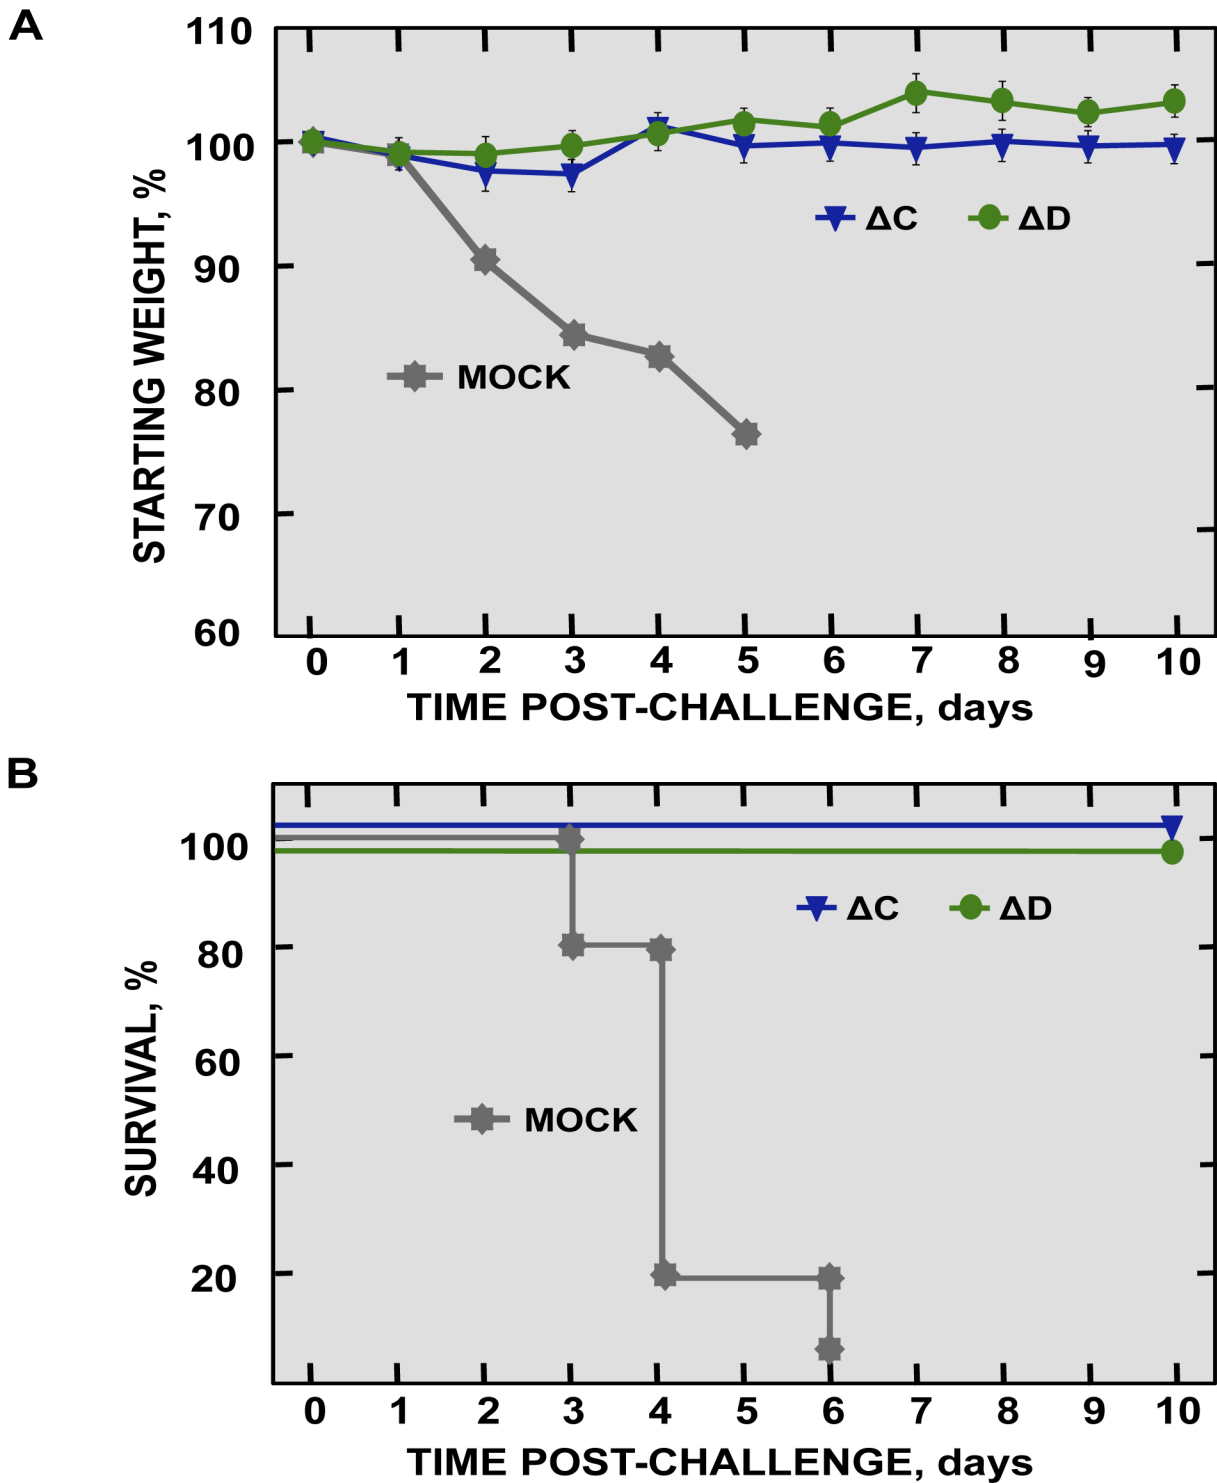 A
110
100
90
80
70
60
STARTING WEIGHT, %
ΔC ΔD
MOCK
0 1 2 3 4 5 6 7 8 9 10
TIME POST-CHALLENGE, days
B
100
80
60
40
20
SURVIVAL, %
ΔC ΔD
MOCK
0 1 2 3 4 5 6 7 8 9 10
TIME POST-CHALLENGE, days